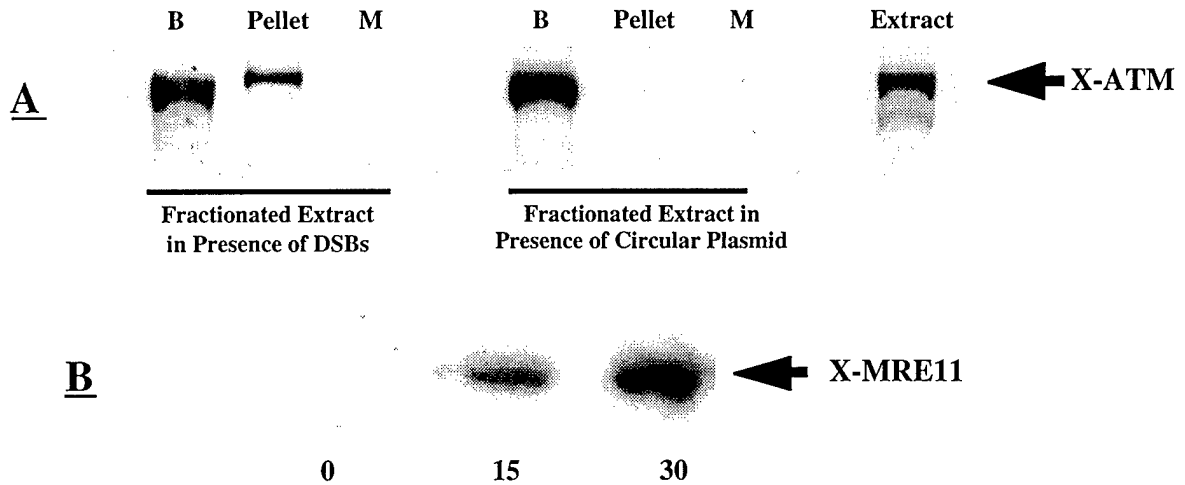 B Pellet M B Pellet M Extract
A
X-ATM
Fractionated Extract
in Presence of DSBs
Fractionated Extract in
Presence of Circular Plasmid
B
X-MRE11
0 15 30